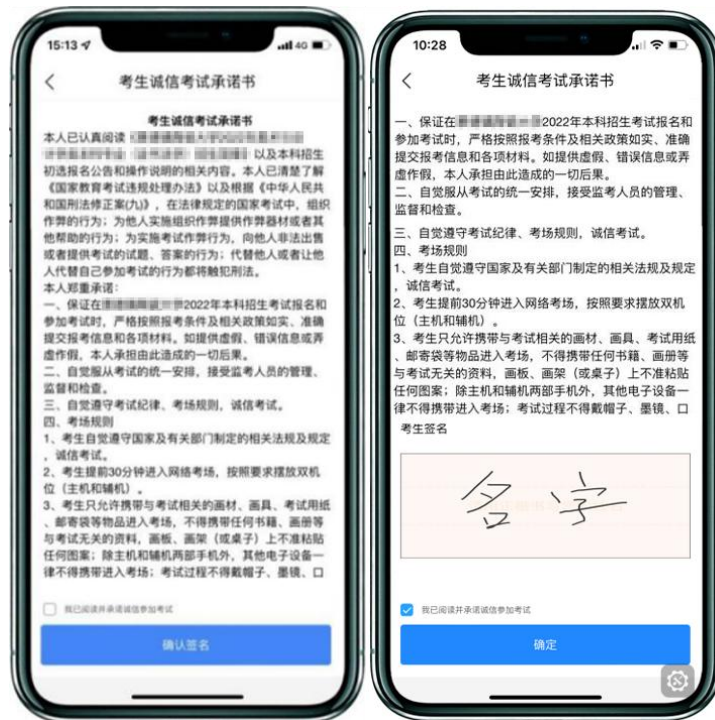 15:13
4G
考生诚信考试承诺书
考生诚信考试承诺书
本人已认真阅读
以及本科招生
初选报名公告和操作说明的相关内容。本人已清楚了解
《国家教育考试违规处理办法》以及根据《中华人民共
和国刑法修正案(九)》，在法律规定的国家考试中，组织
作弊的行为；为他人实施组织作弊提供作弊器材或者其
他帮助的行为；为实施考试作弊行为，向他人非法出售
或者提供考试的试题、答案的行为；代替他人或者让他
人代替自己参加考试的行为都将触犯刑法。
本人郑重承诺：
一、保证在 2022年本科招生考试报名和
参加考试时，严格按照报考条件及相关政策如实、准确
提交报考信息和各项材料。如提供虚假、错误信息或弄
虚作假，本人承担由此造成的一切后果。
二、自觉服从考试的统一安排，接受监考人员的管理、
监督和检查。
三、自觉遵守考试纪律、考场规则，诚信考试。
四、考场规则
1、考生自觉遵守国家及有关部门制定的相关法规及规定
，诚信考试。
2、考生提前30分钟进入网络考场，按照要求摆放双机
位（主机和辅机）。
3、考生只允许携带与考试相关的画材、画具、考试用纸
、邮寄袋等物品进入考场，不得携带任何书籍、画册等
与考试无关的资料，画板、画架（或桌子）上不准粘贴
任何图案；除主机和辅机两部手机外，其他电子设备一
律不得携带进入考场；考试过程不得戴帽子、墨镜、口
我已阅读并承诺诚信参加考试
确认签名
10:28
考生诚信考试承诺书
一、保证在 2022年本科招生考试报名和
参加考试时，严格按照报考条件及相关政策如实、准确
提交报考信息和各项材料。如提供虚假、错误信息或弄
虚作假，本人承担由此造成的一切后果。
二、自觉服从考试的统一安排，接受监考人员的管理、
监督和检查。
三、自觉遵守考试纪律、考场规则，诚信考试。
四、考场规则
1、考生自觉遵守国家及有关部门制定的相关法规及规定
，诚信考试。
2、考生提前30分钟进入网络考场，按照要求摆放双机
位（主机和辅机）。
3、考生只允许携带与考试相关的画材、画具、考试用纸
、邮寄袋等物品进入考场，不得携带任何书籍、画册等
与考试无关的资料，画板、画架（或桌子）上不准粘贴
任何图案；除主机和辅机两部手机外，其他电子设备一
律不得携带进入考场；考试过程不得戴帽子、墨镜、口
考生签名
名字
我已阅读并承诺诚信参加考试
确定